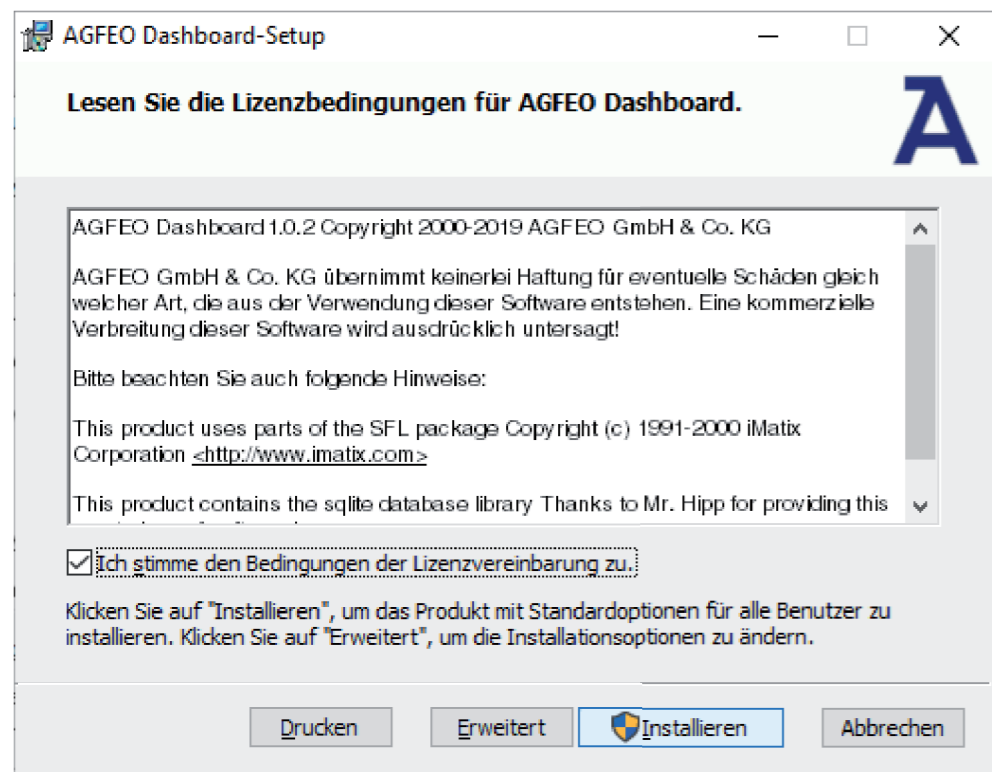 AGFEO Dashboard-Setup
Lesen Sie die Lizenzbedingungen für AGFEO Dashboard.
AGFEO Dashboard 1.0.2 Copyright 2000-2019 AGFEO GmbH & Co. KG
AGFEO GmbH & Co. KG übernimmt keinerlei Haftung für eventuelle Schäden gleich
welcher Art, die aus der Verwendung dieser Software entstehen. Eine kommerzielle
Verbreitung dieser Software wird ausdrücklich untersagt!
Bitte beachten Sie auch folgende Hinweise:
This product uses parts of the SFL package Copyright (c) 1991-2000 iMatix
Corporation <http://www.imatix.com>
This product contains the sqlite database library Thanks to Mr. Hipp for providing this
Ich stimme den Bedingungen der Lizenzvereinbarung zu.
Klicken Sie auf "Installieren", um das Produkt mit Standardoptionen für alle Benutzer zu
installieren. Klicken Sie auf "Erweitert", um die Installationsoptionen zu ändern.
Drucken Erweitert Installieren Abbrechen